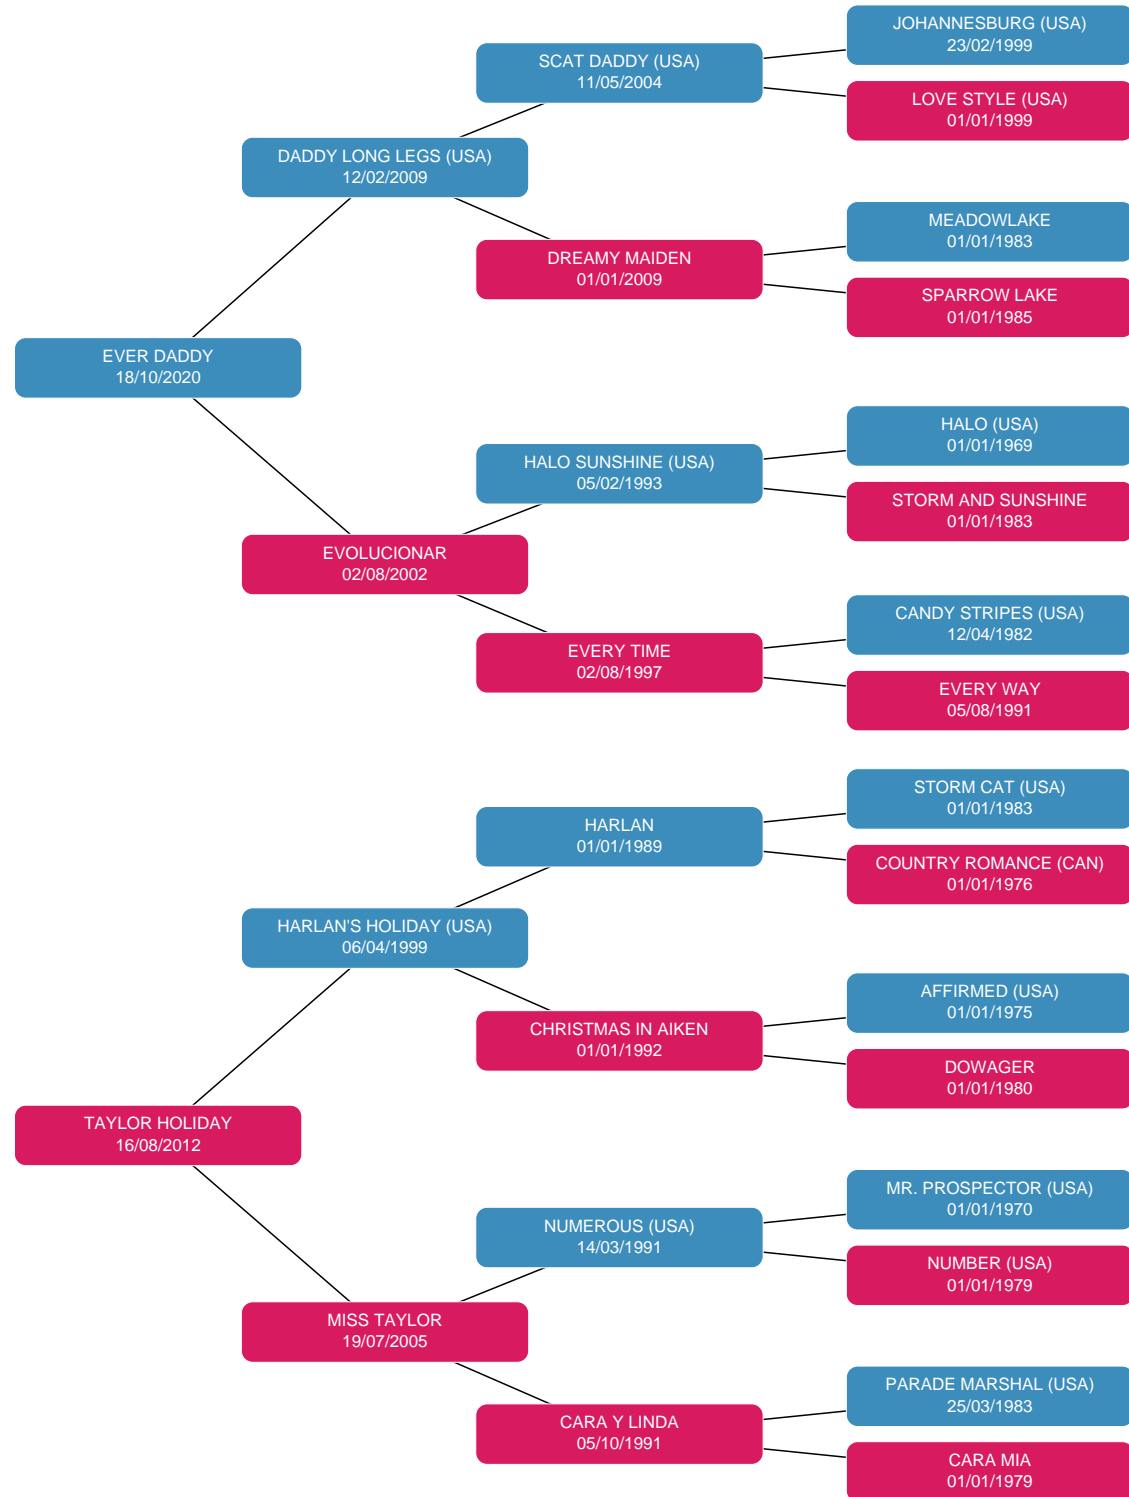 JOHANNESBURG (USA)
23/02/1999
SCAT DADDY (USA)
11/05/2004
LOVE STYLE (USA)
01/01/1999
DADDY LONG LEGS (USA)
12/02/2009
MEADOWLAKE
01/01/1983
DREAMY MAIDEN
01/01/2009
SPARROW LAKE
01/01/1985
EVER DADDY
18/10/2020
HALO (USA)
01/01/1969
HALO SUNSHINE (USA)
05/02/1993
STORM AND SUNSHINE
01/01/1983
EVOLUCIONAR
02/08/2002
CANDY STRIPES (USA)
12/04/1982
EVERY TIME
02/08/1997
EVERY WAY
05/08/1991
STORM CAT (USA)
01/01/1983
HARLAN
01/01/1989
COUNTRY ROMANCE (CAN)
01/01/1976
HARLAN'S HOLIDAY (USA)
06/04/1999
AFFIRMED (USA)
01/01/1975
CHRISTMAS IN AIKEN
01/01/1992
DOWAGER
01/01/1980
TAYLOR HOLIDAY
16/08/2012
MR. PROSPECTOR (USA)
01/01/1970
NUMEROUS (USA)
14/03/1991
NUMBER (USA)
01/01/1979
MISS TAYLOR
19/07/2005
PARADE MARSHAL (USA)
25/03/1983
CARA Y LINDA
05/10/1991
CARA MIA
01/01/1979